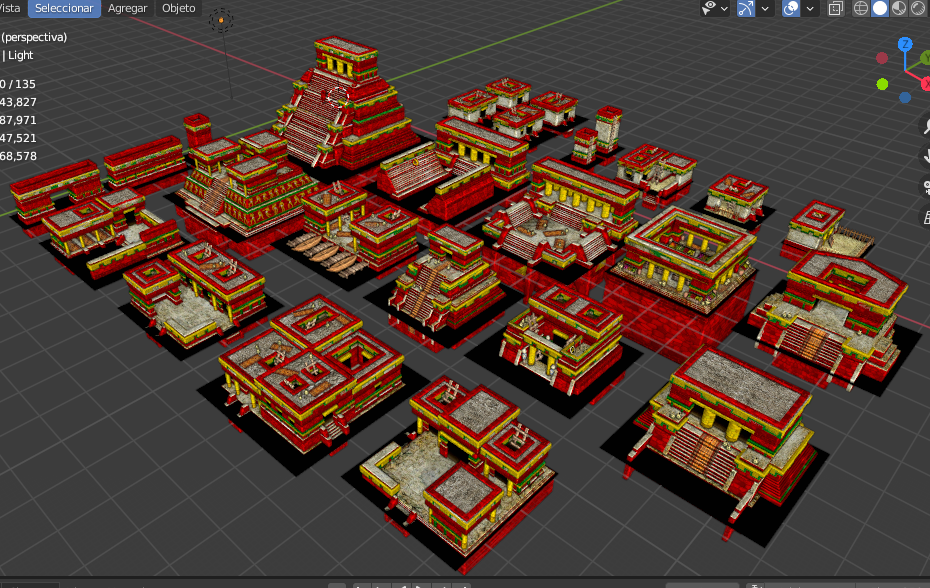 Vista Seleccionar Agregar Objeto
(perspectiva)
| Light
0 / 135
43,827
87,971
47,521
68,578
Z
Y
X